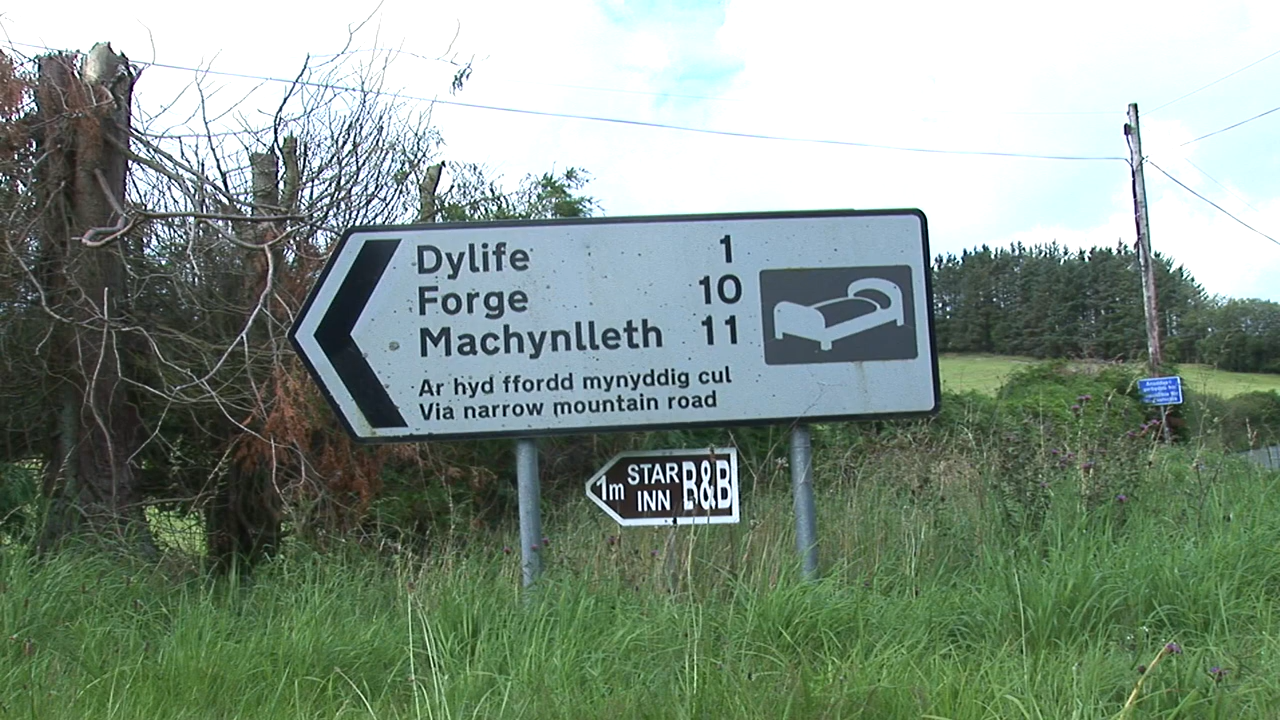 Dylife 1
Forge 10
Machynlleth 11
Ar hyd ffordd mynyddig cul
Via narrow mountain road
1m STAR INN B&B